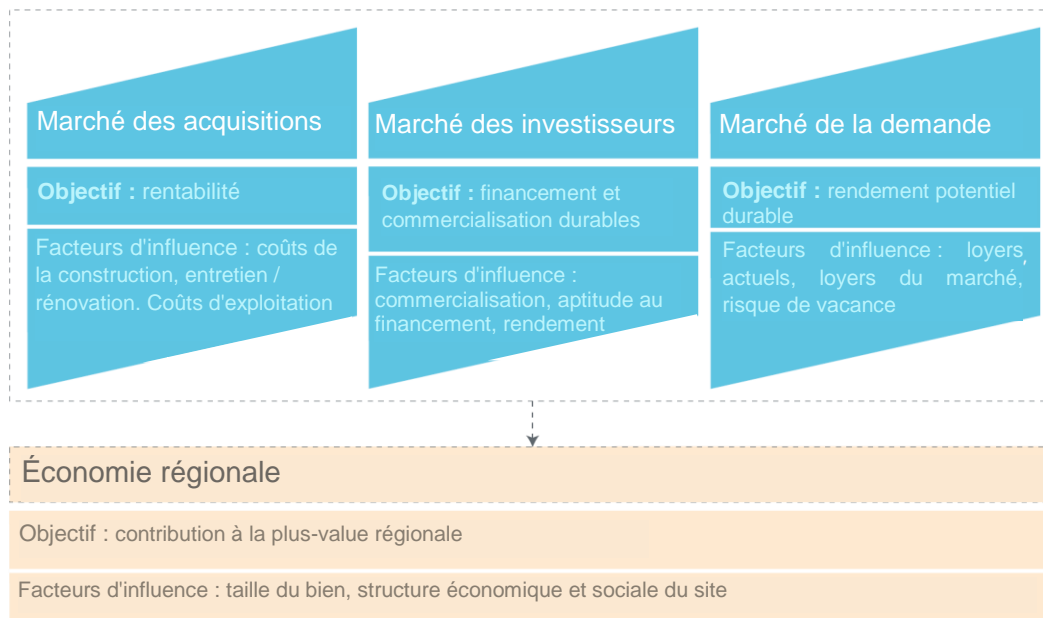 Marché des acquisitions
Objectif : rentabilité
Facteurs d'influence : coûts de
la construction, entretien /
rénovation. Coûts d'exploitation
Marché des investisseurs
Objectif : financement et
commercialisation durables
Facteurs d'influence :
commercialisation, aptitude au
financement, rendement
Marché de la demande
Objectif : rendement potentiel
durable
Facteurs d'influence : loyers
actuels, loyers du marché,
risque de vacance
Économie régionale
Objectif : contribution à la plus-value régionale
Facteurs d'influence : taille du bien, structure économique et sociale du site